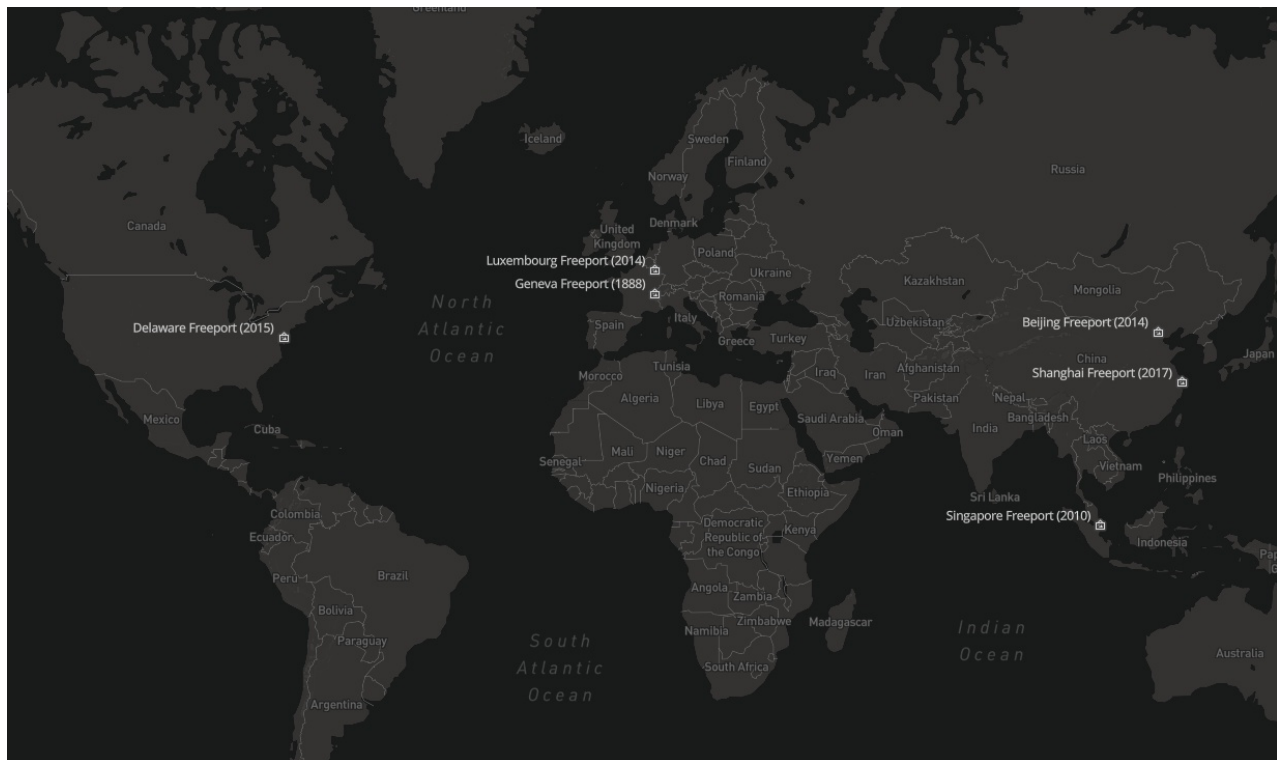 Greenland
Iceland
Sweden
Finland
Norway
Russia
Canada
United
Kingdom
Denmark
Poland
Luxembourg Freeport (2014)
Geneva Freeport (1888)
Ukraine
Kazakhstan
Mongolia
North
Atlantic
Ocean
Romania
Italy
Spain
Greece
Turkey
Uzbekistan
Delaware Freeport (2015)
Beijing Freeport (2014)
China
Japan
Shanghai Freeport (2017)
Tunisia
Morocco
Algeria
Libya
Egypt
Iraq
Iran
Afghanistan
Pakistan
Nepal
Bangladesh
India
Saudi Arabia
Oman
Yemen
Mexico
Cuba
Mali
Niger
Chad
Sudan
Senegal
Nigeria
Ethiopia
Laos
Vietnam
Philippines
Sri Lanka
Singapore Freeport (2010)
Indonesia
Colombia
Ecuador
Democratic
Republic of
the Congo
Kenya
Peru
Brazil
Bolivia
Paraguay
Argentina
Angola
Zambia
Zimbabwe
Madagascar
Namibia
South Africa
South
Atlantic
Ocean
Indian
Ocean
Australia